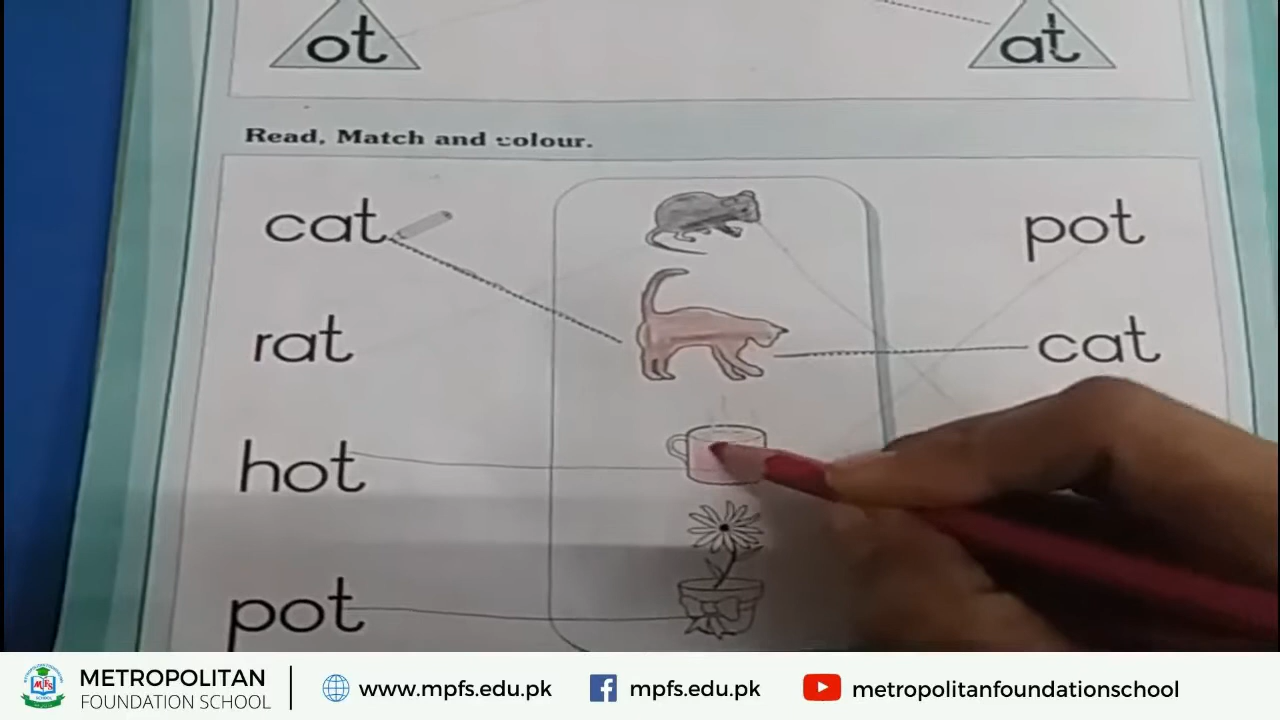 ot
at
Read, Match and colour.
cat
pot
rat
cat
hot
pot
METROPOLITAN
FOUNDATION SCHOOL
www.mpfs.edu.pk
mpfs.edu.pk
metropolitanfoundationschool